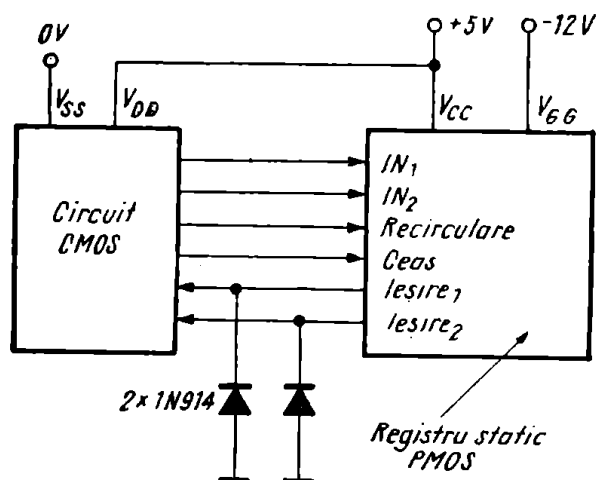 0V
+5V
-12V
VSS
VDD
VCC
VGG
Circuit
CMOS
IN1
IN2
Recirculare
Ceas
Iesire1
Iesire2
2×1N914
Registru static
PMOS